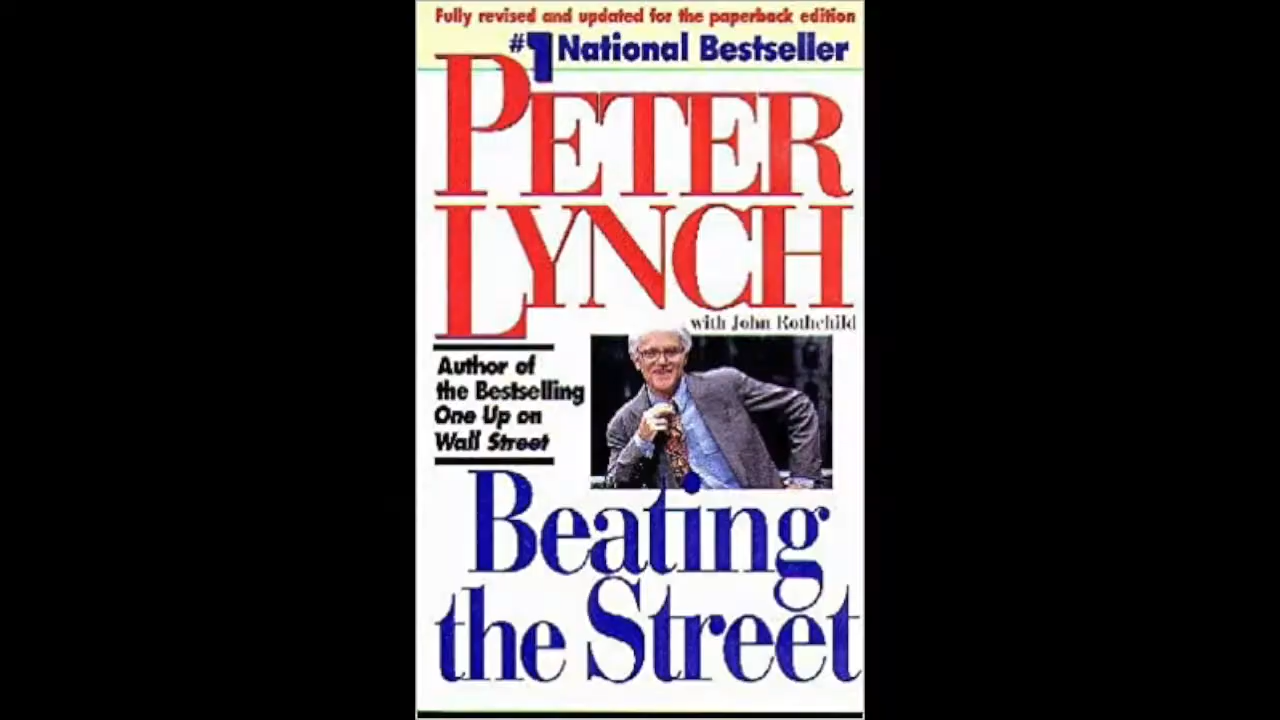 Fully revised and updated for the paperback edition
#1 National Bestseller
PETER
LYNCH
with John Rothchild
Author of
the Bestselling
One Up on
Wall Street
Beating
the Street